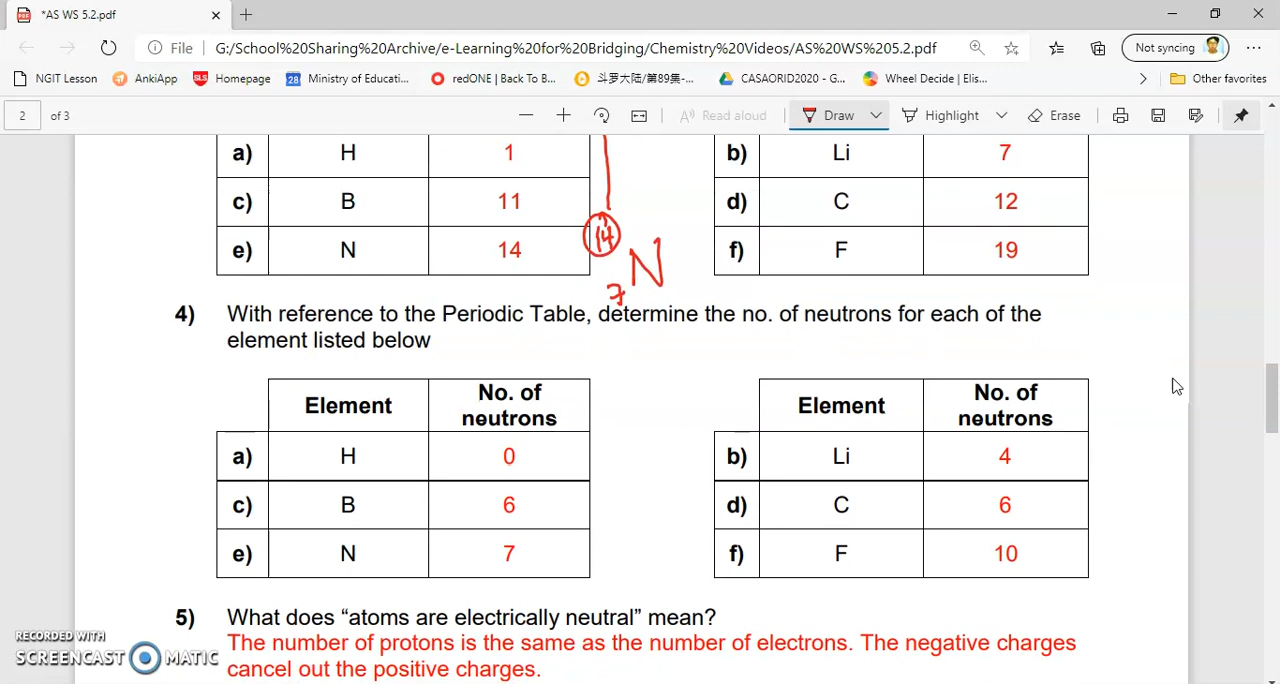 *AS WS 5.2.pdf
File G:/School%20Sharing%20Archive/e-Learning%20for%20Bridging/Chemistry%20Videos/AS%20WS%205.2.pdf Not syncing
NGIT Lesson AnkiApp SLS Homepage 28 Ministry of Educati... redONE | Back To B... 斗罗大陆/第89集-... CASAORID2020 - G... Wheel Decide | Elis... Other favorites
2 of 3 Read aloud Draw Highlight Erase
a) H 1 b) Li 7
c) B 11 d) C 12
e) N 14 f) F 19
14
N
7
4) With reference to the Periodic Table, determine the no. of neutrons for each of the
element listed below
Element No. of neutrons Element No. of neutrons
a) H 0 b) Li 4
c) B 6 d) C 6
e) N 7 f) F 10
5) What does “atoms are electrically neutral” mean?
The number of protons is the same as the number of electrons. The negative charges
cancel out the positive charges.
RECORDED WITH
SCREENCAST MATIC